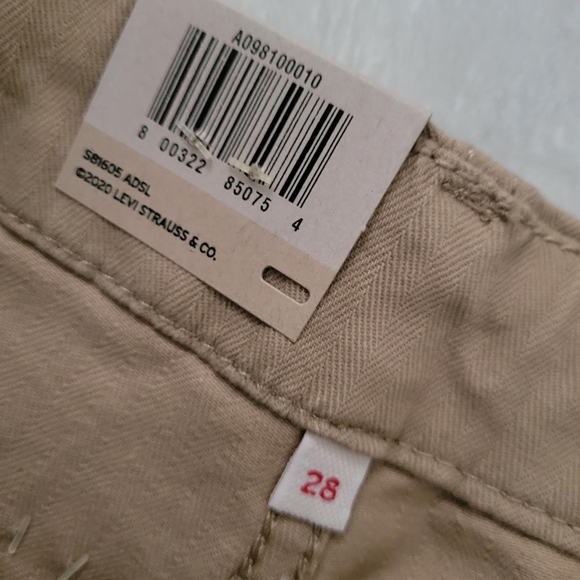 A098100010
8 00322 85075 4
SB1605 ADSL
©2020 LEVI STRAUSS & CO.
28